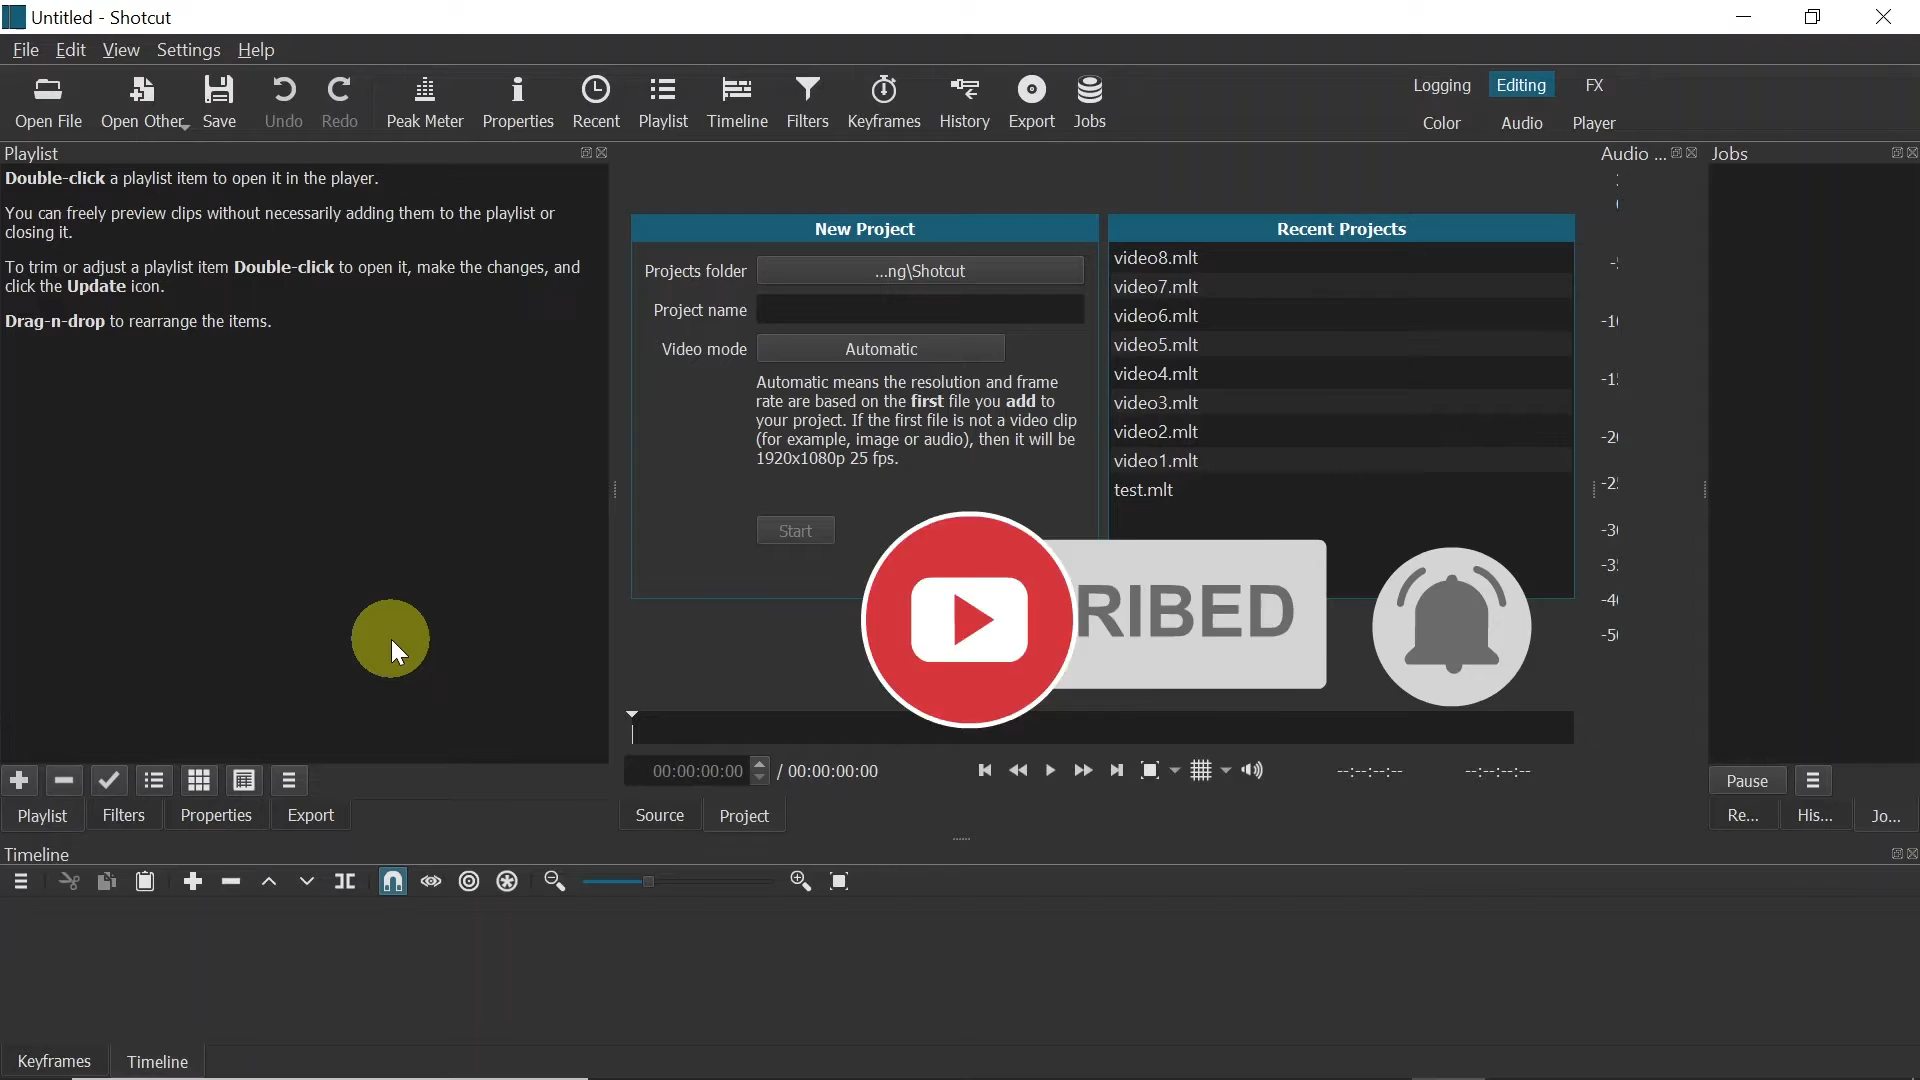 Untitled - Shotcut
File Edit View Settings Help
Open File Open Other Save Undo Redo Peak Meter Properties Recent Playlist Timeline Filters Keyframes History Export Jobs
Logging Editing FX
Color Audio Player
Playlist
Double-click a playlist item to open it in the player.
You can freely preview clips without necessarily adding them to the playlist or
closing it.
To trim or adjust a playlist item Double-click to open it, make the changes, and
click the Update icon.
Drag-n-drop to rearrange the items.
Playlist Filters Properties Export
New Project
Projects folder ...ng\Shotcut
Project name
Video mode Automatic
Automatic means the resolution and frame
rate are based on the first file you add to
your project. If the first file is not a video clip
(for example, image or audio), then it will be
1920x1080p 25 fps.
Start
Recent Projects
video8.mlt
video7.mlt
video6.mlt
video5.mlt
video4.mlt
video3.mlt
video2.mlt
video1.mlt
test.mlt
RIBED
00:00:00:00 / 00:00:00:00
--:--:--:-- --:--:--:--
Source Project
Audio ...
Jobs
Pause
Re... His... Jo...
Timeline
Keyframes Timeline